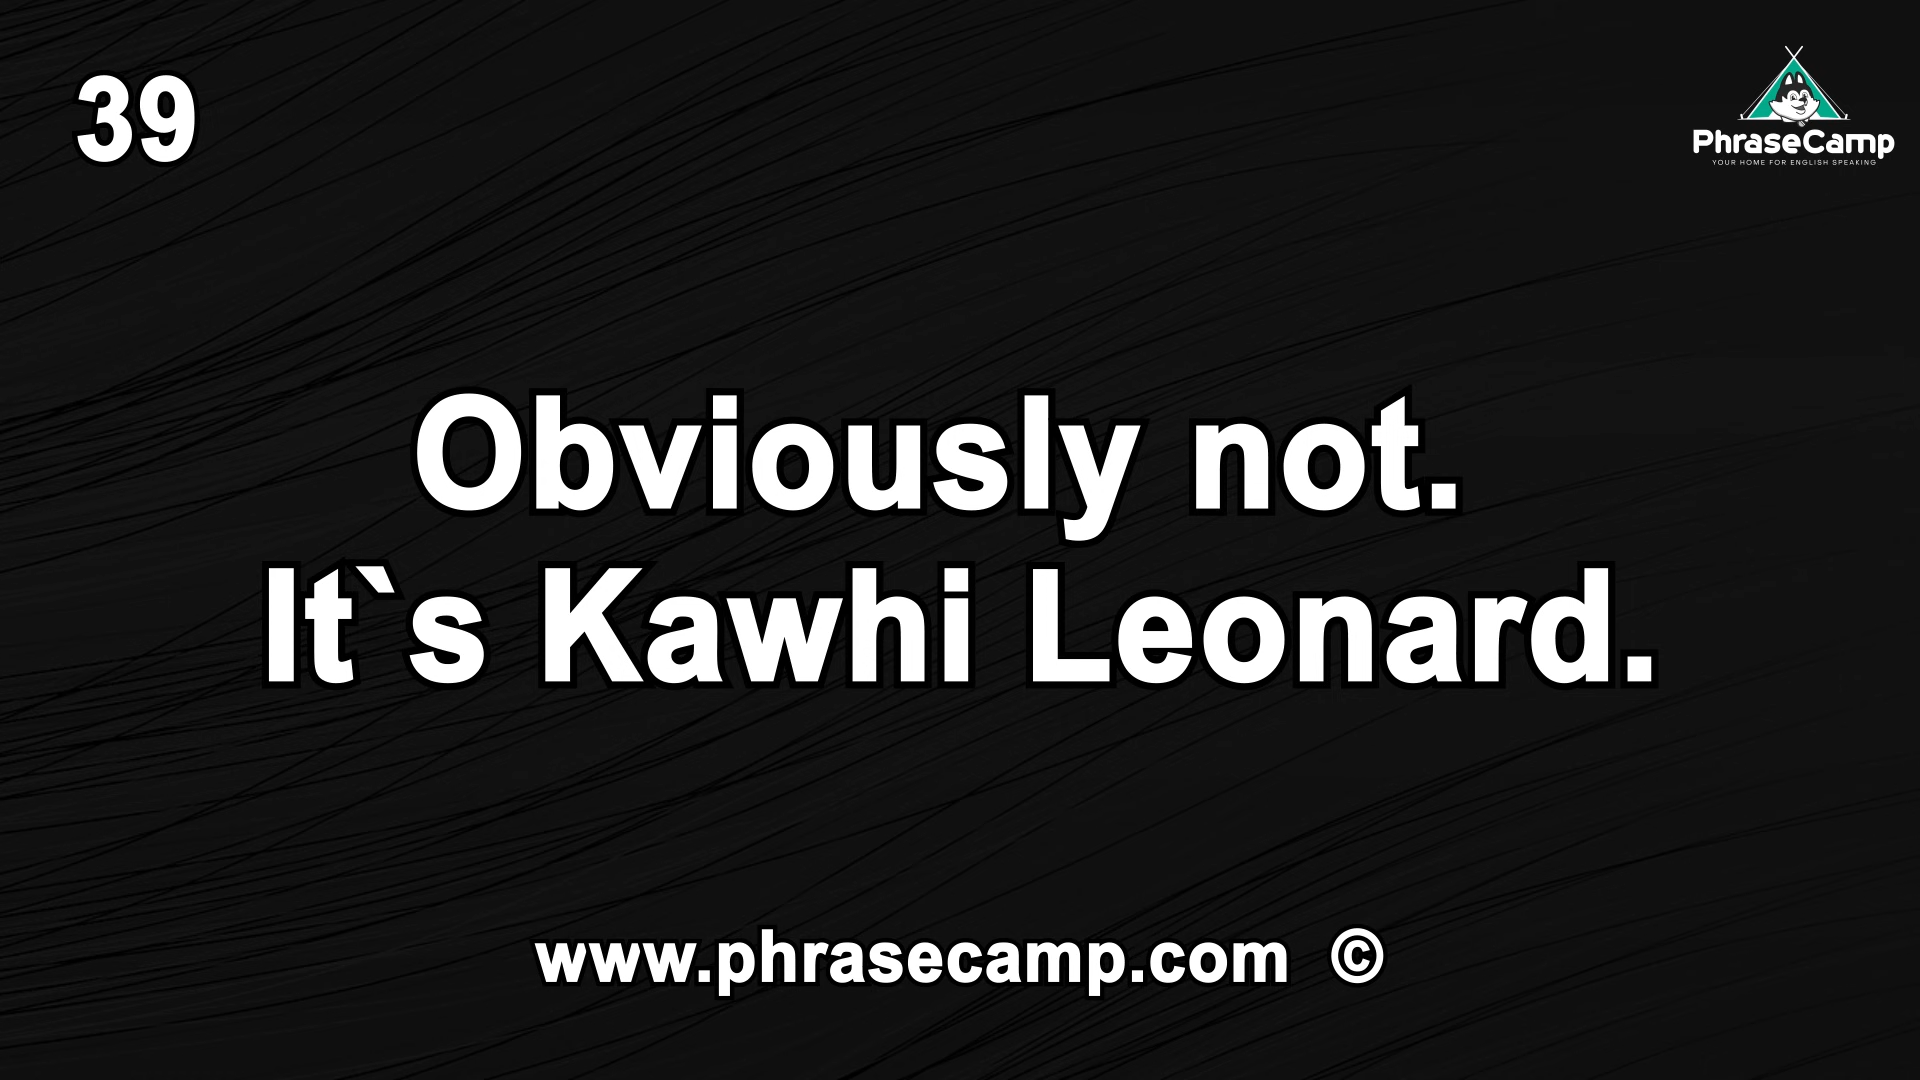 39
PhraseCamp
YOUR HOME FOR ENGLISH SPEAKING
Obviously not.
It`s Kawhi Leonard.
www.phrasecamp.com ©